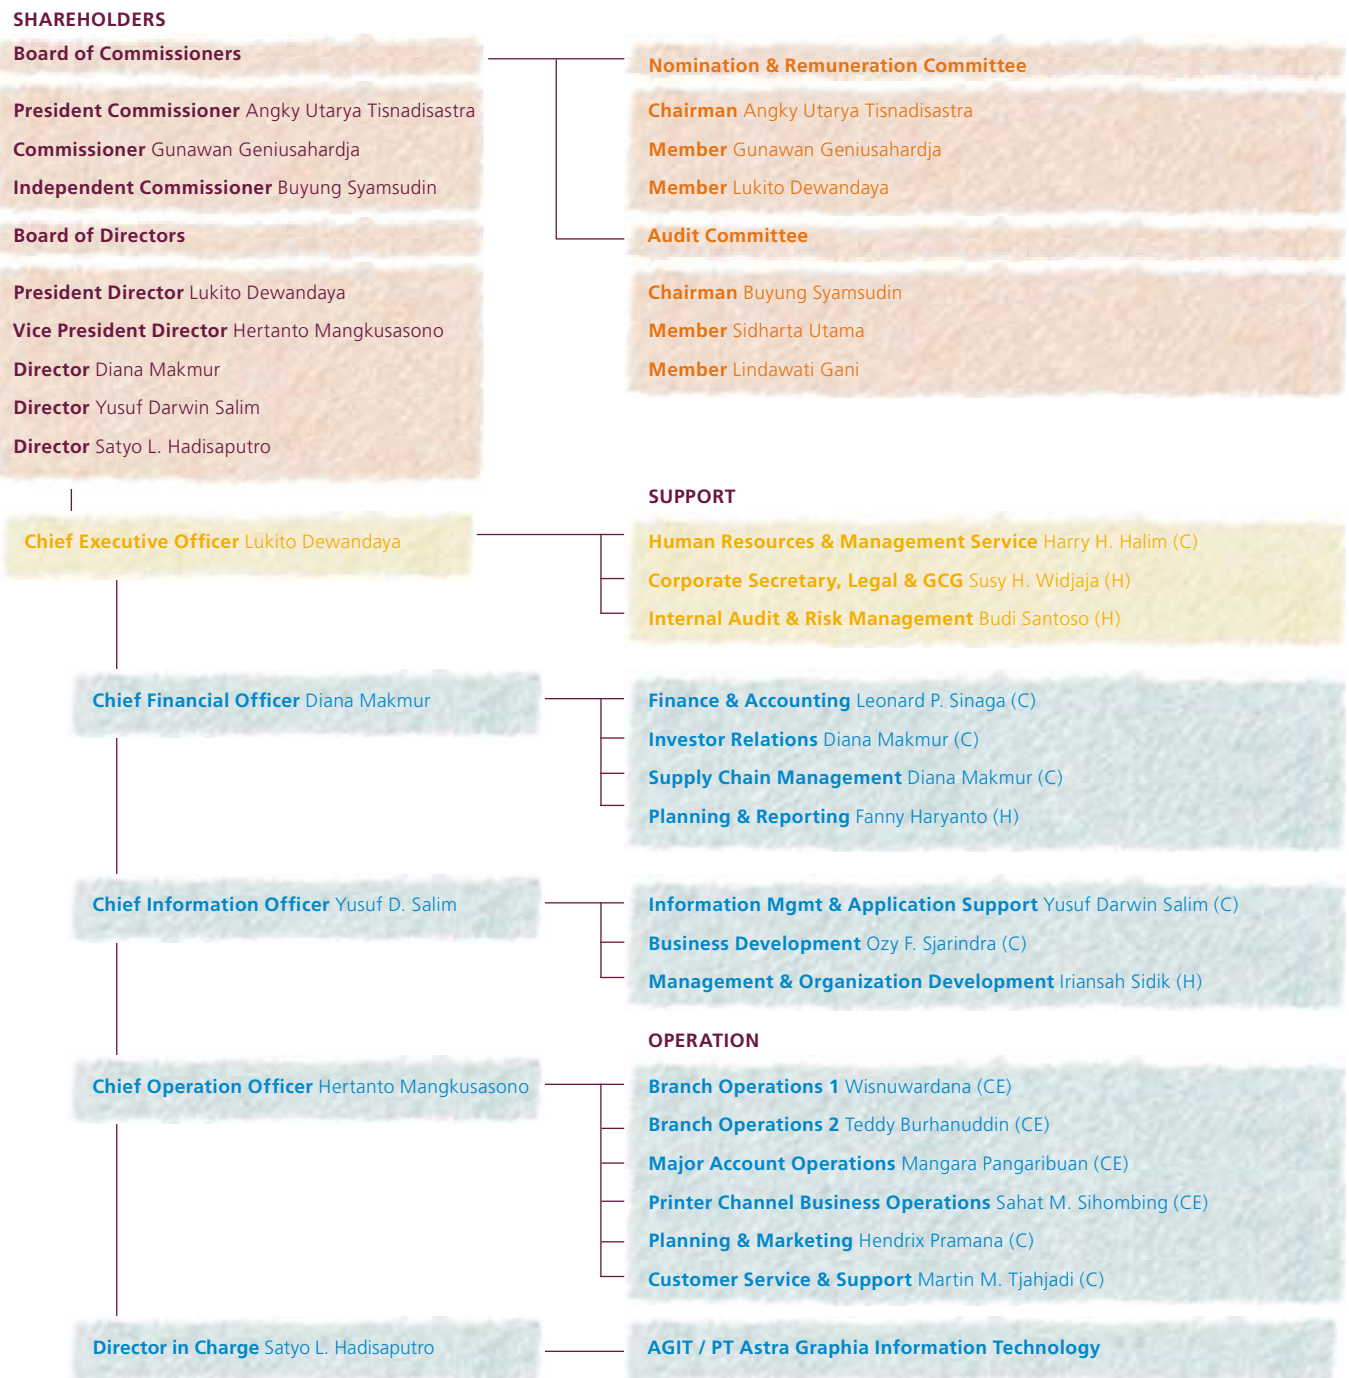 SHAREHOLDERS
Board of Commissioners
President Commissioner Angky Utarya Tisnadisastra
Commissioner Gunawan Geniusahardja
Independent Commissioner Buyung Syamsudin
Board of Directors
President Director Lukito Dewandaya
Vice President Director Hertanto Mangkusasono
Director Diana Makmur
Director Yusuf Darwin Salim
Director Satyo L. Hadisaputro
Nomination & Remuneration Committee
Chairman Angky Utarya Tisnadisastra
Member Gunawan Geniusahardja
Member Lukito Dewandaya
Audit Committee
Chairman Buyung Syamsudin
Member Sidharta Utama
Member Lindawati Gani
Chief Executive Officer Lukito Dewandaya
SUPPORT
Human Resources & Management Service Harry H. Halim (C)
Corporate Secretary, Legal & GCG Susy H. Widjaja (H)
Internal Audit & Risk Management Budi Santoso (H)
Chief Financial Officer Diana Makmur
Finance & Accounting Leonard P. Sinaga (C)
Investor Relations Diana Makmur (C)
Supply Chain Management Diana Makmur (C)
Planning & Reporting Fanny Haryanto (H)
Chief Information Officer Yusuf D. Salim
Information Mgmt & Application Support Yusuf Darwin Salim (C)
Business Development Ozy F. Sjarindra (C)
Management & Organization Development Iriansah Sidik (H)
OPERATION
Chief Operation Officer Hertanto Mangkusasono
Branch Operations 1 Wisnuwardana (CE)
Branch Operations 2 Teddy Burhanuddin (CE)
Major Account Operations Mangara Pangaribuan (CE)
Printer Channel Business Operations Sahat M. Sihombing (CE)
Planning & Marketing Hendrix Pramana (C)
Customer Service & Support Martin M. Tjahjadi (C)
Director in Charge Satyo L. Hadisaputro
AGIT / PT Astra Graphia Information Technology